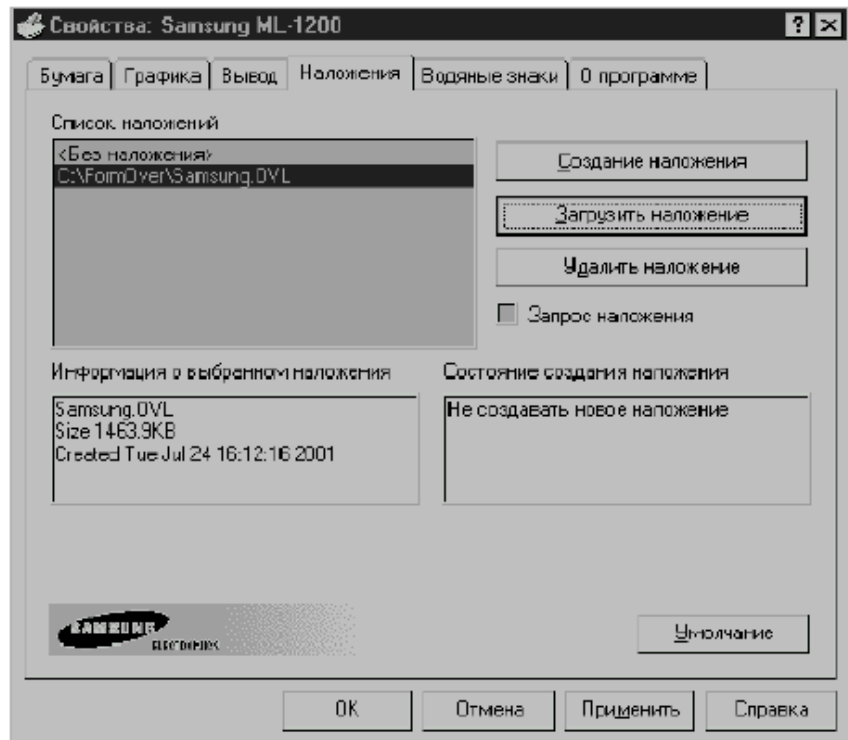 Свойства: Samsung ML-1200
Бумага Графика Вывод Наложения Водяные знаки О программе
Список наложений
<Без наложения>
C:\FormOver\Samsung.OVL
Создание наложения
Загрузить наложение
Удалить наложение
Запрос наложения
Информация о выбранном наложения
Samsung.OVL
Size 1463.9KB
Created Tue Jul 24 16:12:16 2001
Состояние создания наложения
Не создавать новое наложение
SAMSUNG
ELECTRONICS
Умолчание
OK Отмена Применить Справка